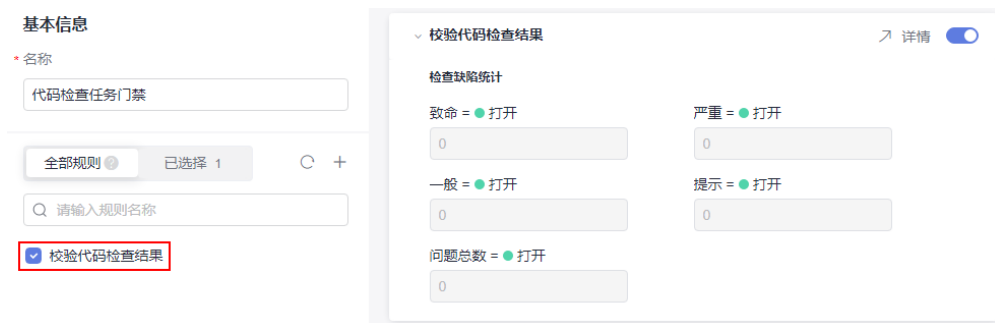 基本信息
* 名称
代码检查任务门禁
全部规则 ?
已选择 1
请输入规则名称
校验代码检查结果
校验代码检查结果
详情
检查缺陷统计
致命 = 打开
严重 = 打开
0
0
一般 = 打开
提示 = 打开
0
0
问题总数 = 打开
0